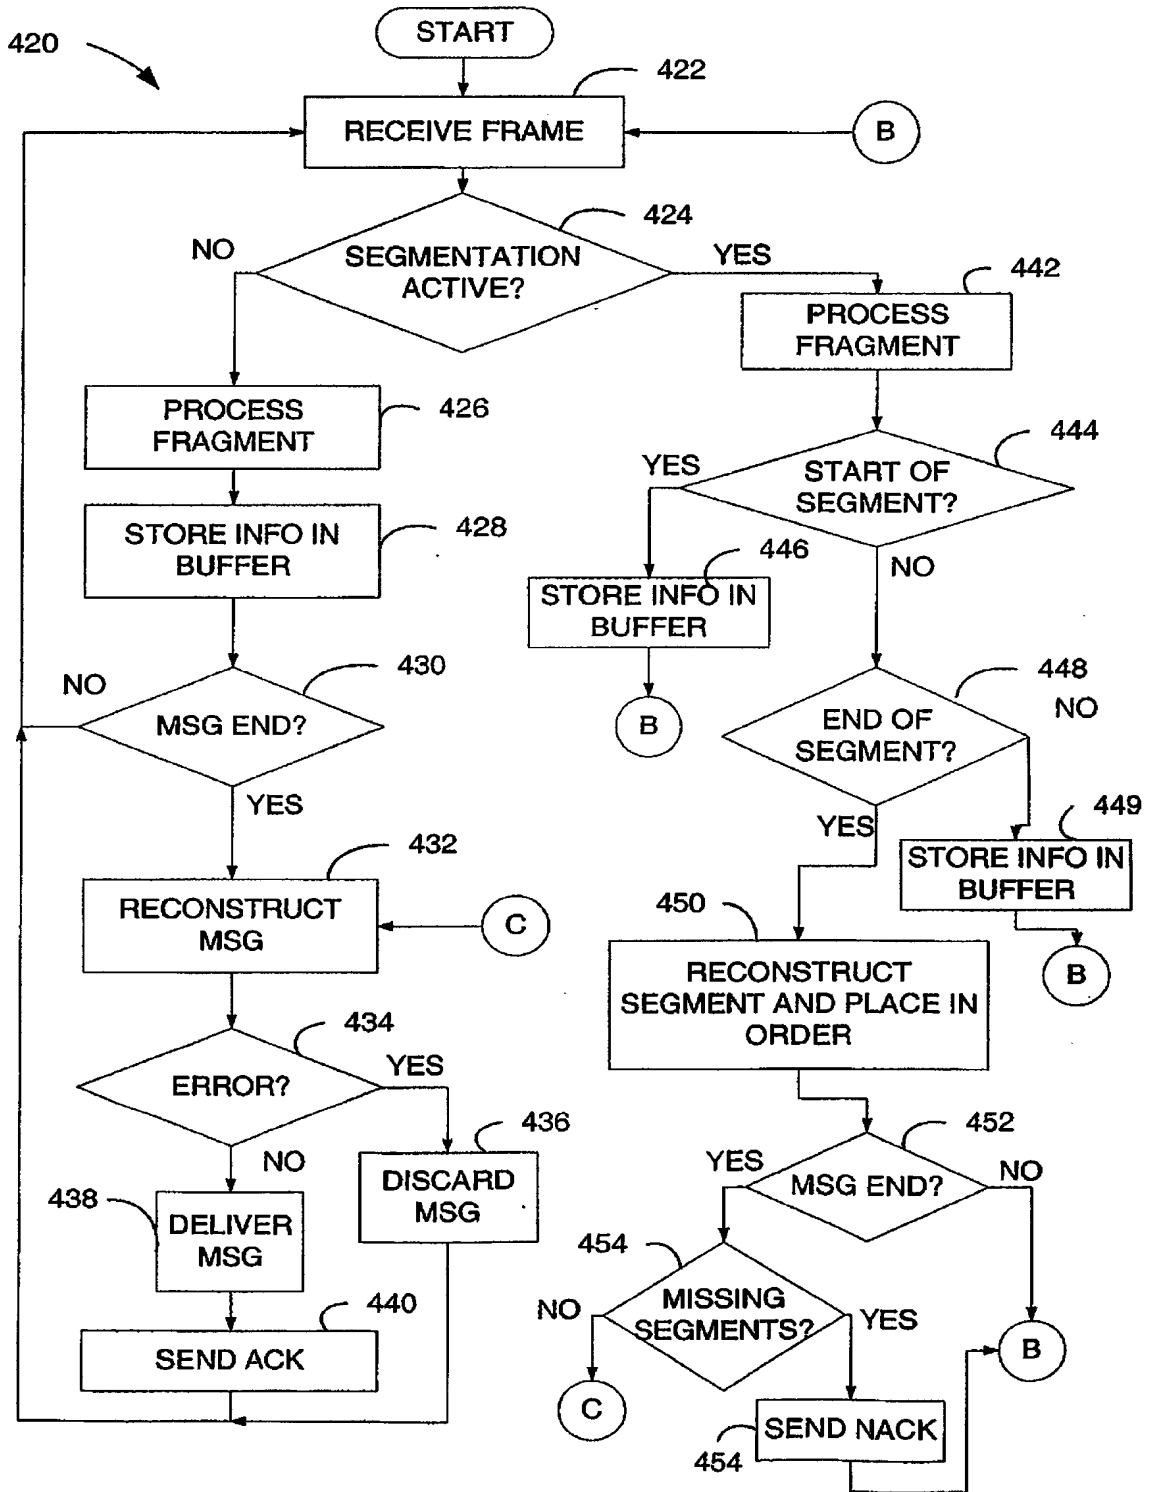 START
420
422
RECEIVE FRAME
B
424
NO
SEGMENTATION
ACTIVE?
YES
442
PROCESS
FRAGMENT
PROCESS
FRAGMENT
426
444
YES
START OF
SEGMENT?
STORE INFO IN
BUFFER
428
446
NO
STORE INFO IN
BUFFER
430
NO
MSG END?
YES
B
448
NO
END OF
SEGMENT?
YES
449
STORE INFO IN
BUFFER
B
432
RECONSTRUCT
MSG
C
450
RECONSTRUCT
SEGMENT AND PLACE IN
ORDER
434
ERROR?
YES
NO
436
DISCARD
MSG
438
DELIVER
MSG
440
SEND ACK
452
YES
MSG END?
NO
454
NO
MISSING
SEGMENTS?
YES
B
C
SEND NACK
454